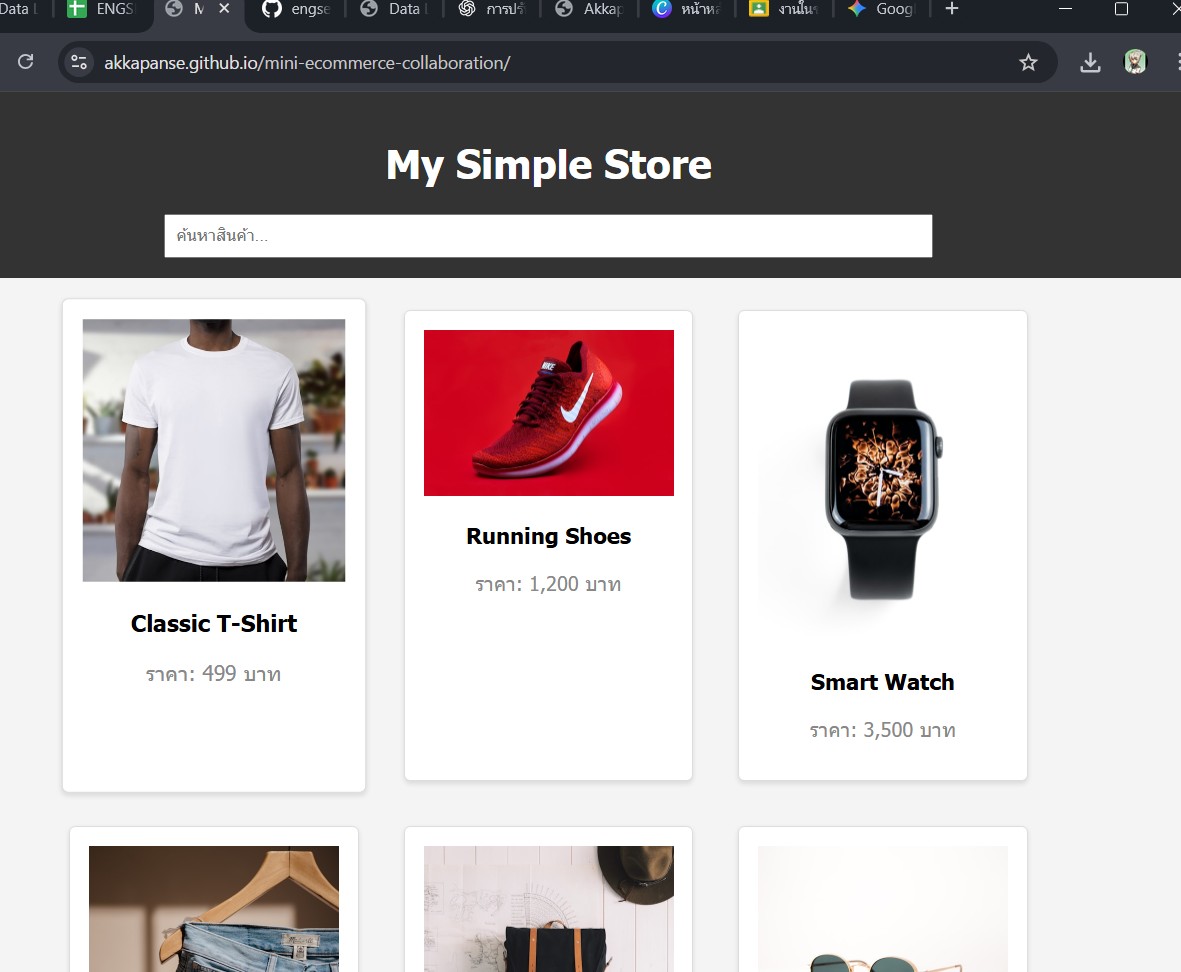 Data
ENGS
M
engse
Data
การปรั
Akkap
หน้าหล
งานใน
Goog
akkapanse.github.io/mini-ecommerce-collaboration/
My Simple Store
ค้นหาสินค้า...
NIKE
Classic T-Shirt
ราคา: 499 บาท
Running Shoes
ราคา: 1,200 บาท
Smart Watch
ราคา: 3,500 บาท